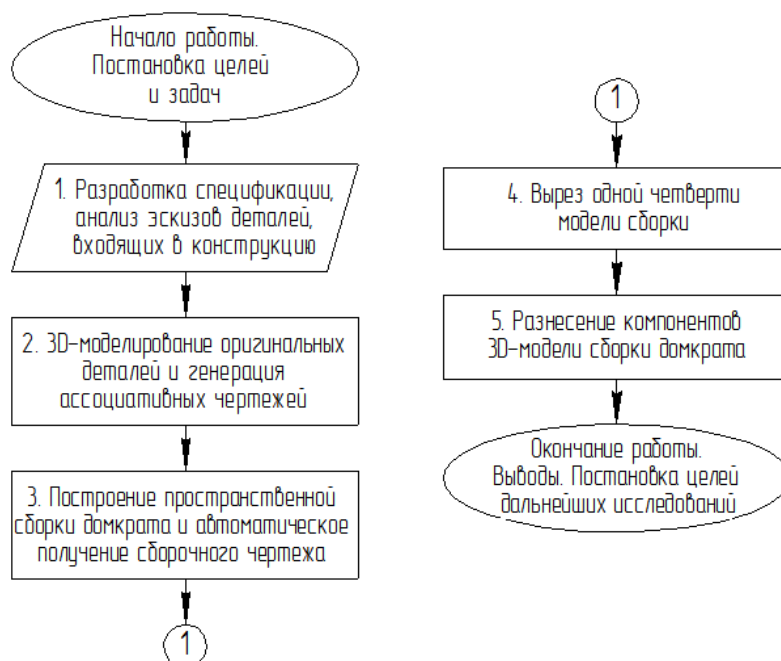 Начало работы.
Постановка целей
и задач
1. Разработка спецификации,
анализ эскизов деталей,
входящих в конструкцию
2. 3D-моделирование оригинальных
деталей и генерация
ассоциативных чертежей
3. Построение пространственной
сборки домкрата и автоматическое
получение сборочного чертежа
1
1
4. Вырез одной четверти
модели сборки
5. Разнесение компонентов
3D-модели сборки домкрата
Окончание работы.
Выводы. Постановка целей
дальнейших исследований